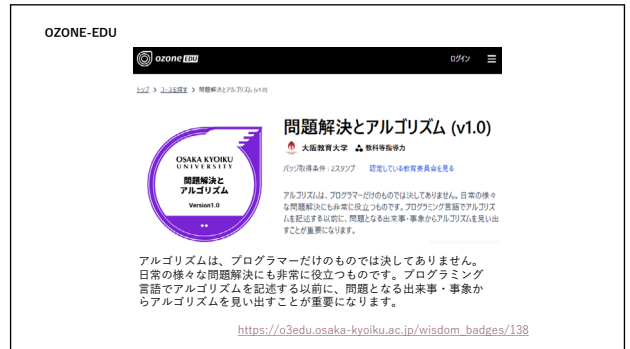 OZONE-EDU
ozone EDU
ログイン
トップ > コースを探す > 問題解決とアルゴリズム (v1.0)
OSAKA KYOIKU
UNIVERSITY
問題解決と
アルゴリズム
Version1.0
問題解決とアルゴリズム (v1.0)
大阪教育大学 教科等指導力
バッジ取得条件：2スタンプ 認定している教育委員会を見る
アルゴリズムは、プログラマーだけのものでは決してありません。日常の様々
な問題解決にも非常に役立つものです。プログラミング言語でアルゴリズ
ムを記述する以前に、問題となる出来事・事象からアルゴリズムを見い出
すことが重要になります。
アルゴリズムは、プログラマーだけのものでは決してありません。
日常の様々な問題解決にも非常に役立つものです。プログラミング
言語でアルゴリズムを記述する以前に、問題となる出来事・事象か
らアルゴリズムを見い出すことが重要になります。
https://o3edu.osaka-kyoiku.ac.jp/wisdom_badges/138